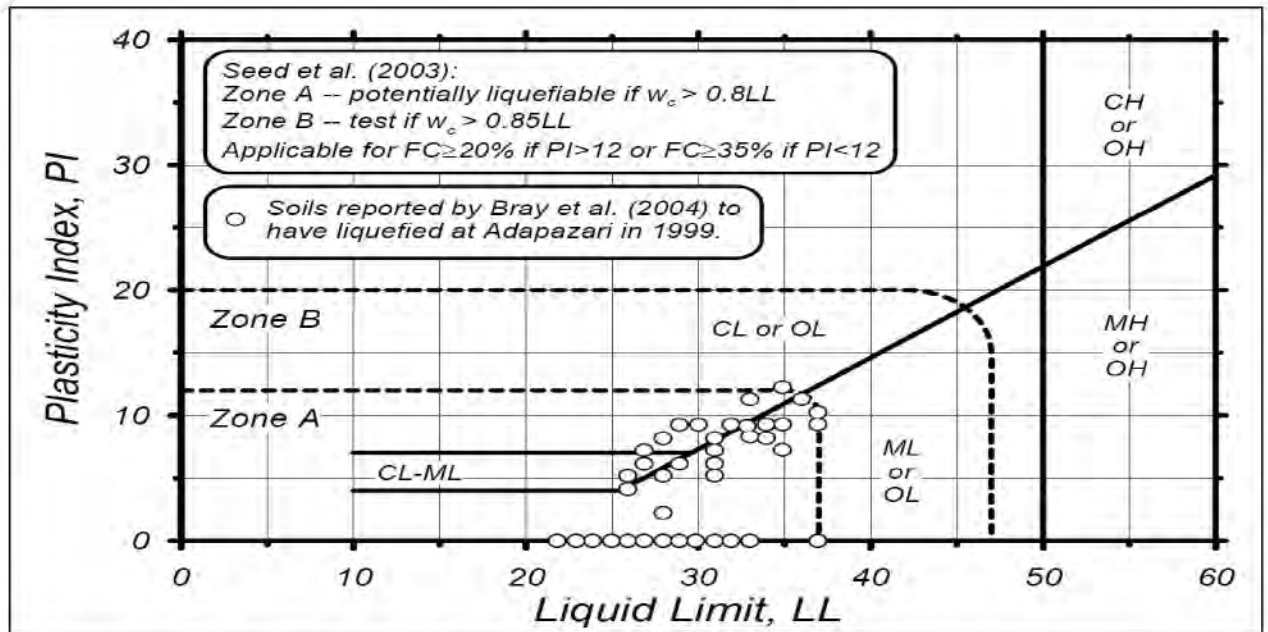 40
30
20
10
0
Plasticity Index, PI
Seed et al. (2003):
Zone A -- potentially liquefiable if w_c > 0.8LL
Zone B -- test if w_c > 0.85LL
Applicable for FC≥20% if PI>12 or FC≥35% if PI<12
Soils reported by Bray et al. (2004) to
have liquefied at Adapazari in 1999.
CH
or
OH
Zone B
CL or OL
MH
or
OH
Zone A
CL-ML
ML
or
OL
0 10 20 30 40 50 60
Liquid Limit, LL